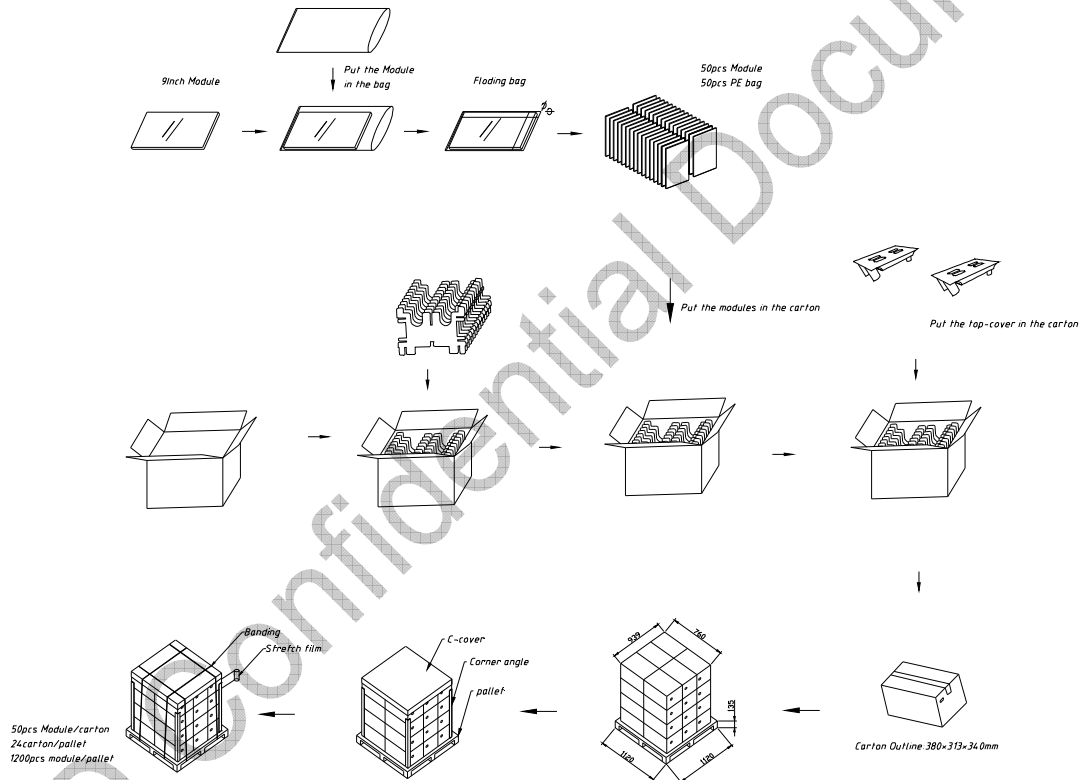 Put the Module
in the bag
9Inch Module
Floding bag
50pcs Module
50pcs PE bag
Put the modules in the carton
Put the top-cover in the carton
Banding
Stretch film
C-cover
Corner angle
pallet
939
760
135
1120
1120
50pcs Module/carton
24carton/pallet
1200pcs module/pallet
Carton Outline:380×313×340mm
Confidential Docu